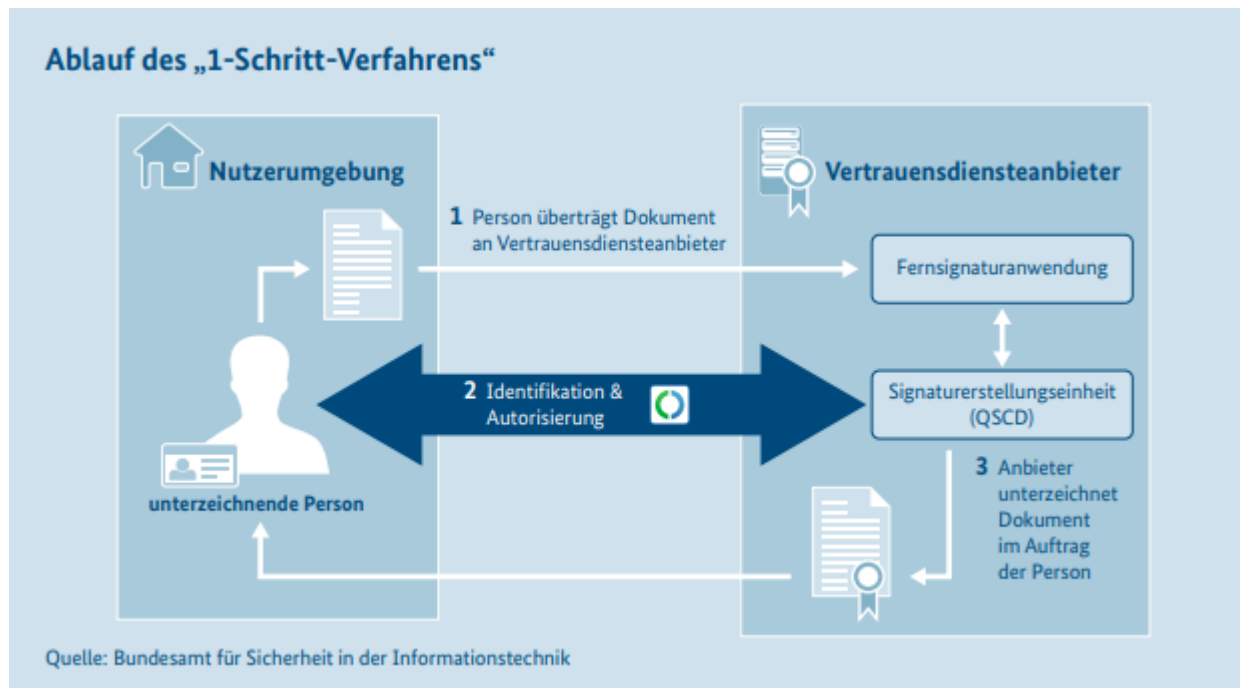 Ablauf des „1-Schritt-Verfahrens“
Nutzerumgebung
Vertrauensdiensteanbieter
1 Person überträgt Dokument
an Vertrauensdiensteanbieter
Fernsignaturanwendung
2 Identifikation &
Autorisierung
Signaturerstellungseinheit
(QSCD)
3 Anbieter
unterzeichnet
Dokument
im Auftrag
der Person
unterzeichnende Person
Quelle: Bundesamt für Sicherheit in der Informationstechnik